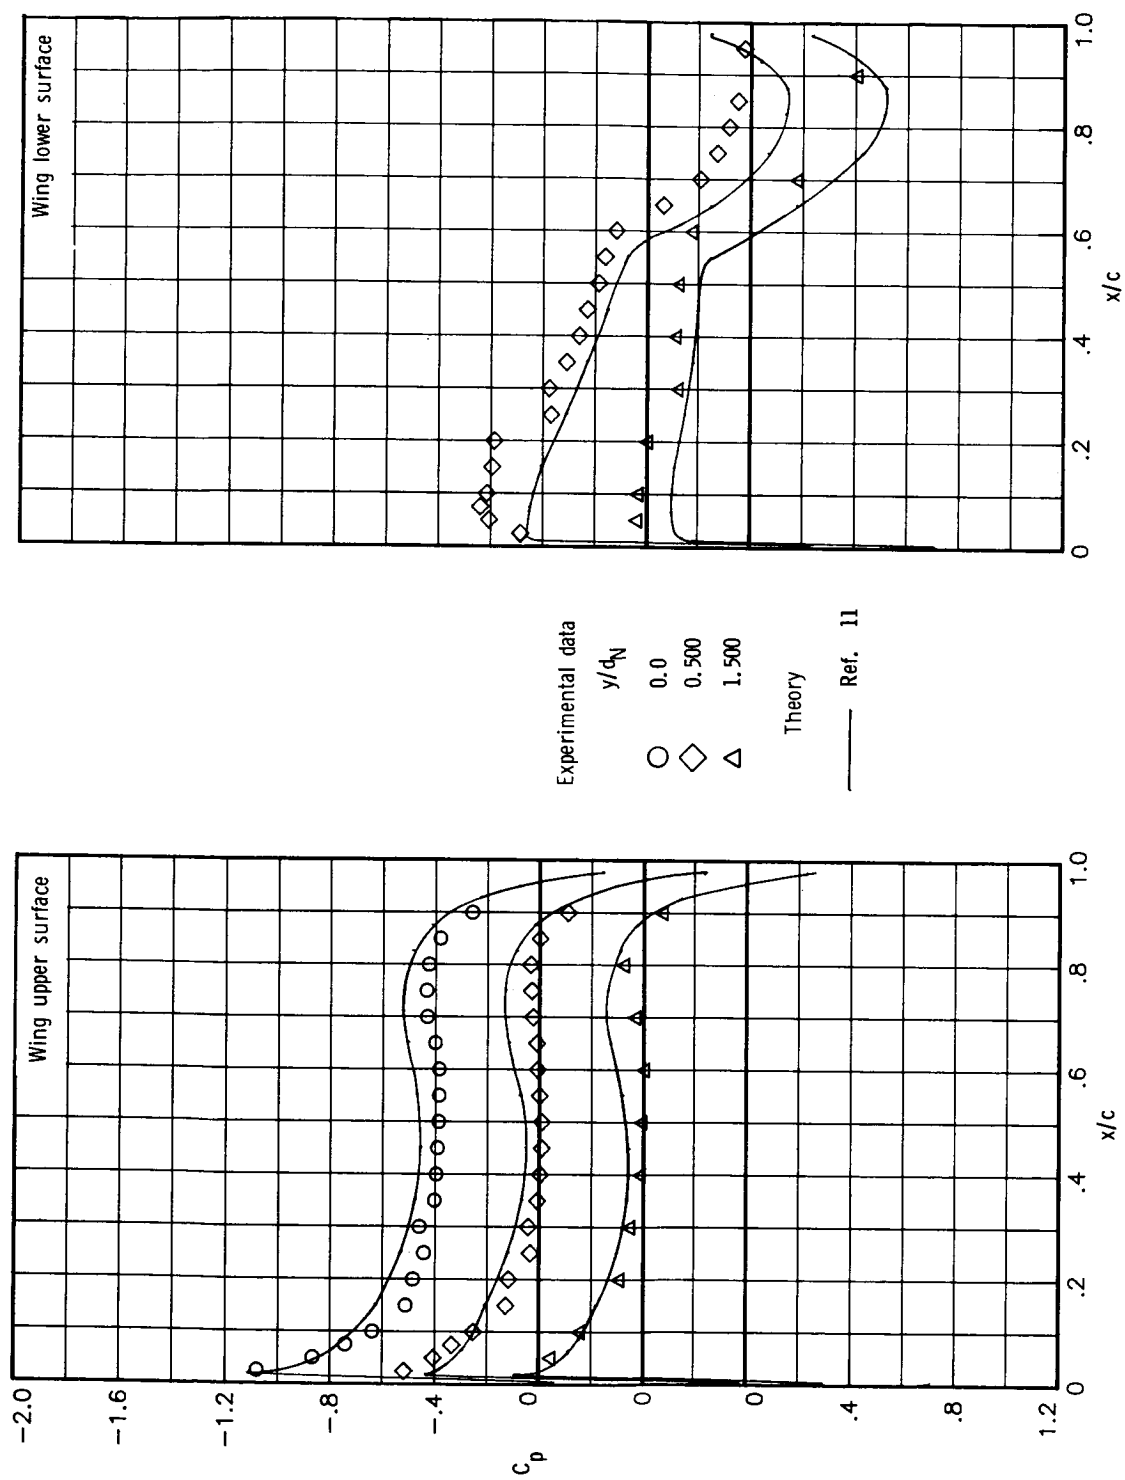 Wing upper surface
-2.0
-1.6
-1.2
-.8
-.4
0
0
0
.4
.8
1.2
Cp
0
.2
.4
.6
.8
1.0
x/c
Experimental data
y/dN
0.0
0.500
1.500
Theory
Ref. 11
Wing lower surface
0
.2
.4
.6
.8
1.0
x/c